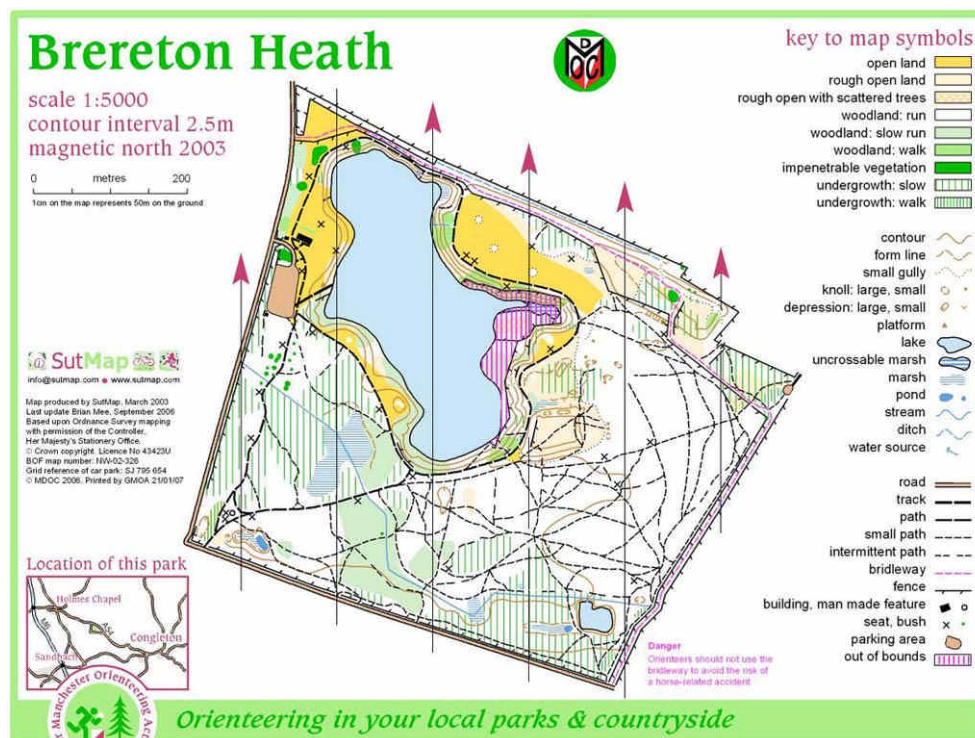 Brereton Heath
scale 1:5000
contour interval 2.5m
magnetic north 2003
0 metres 200
1cm on the map represents 50m on the ground
D
M
OC
key to map symbols
open land
rough open land
rough open with scattered trees
woodland: run
woodland: slow run
woodland: walk
impenetrable vegetation
undergrowth: slow
undergrowth: walk
contour
form line
small gully
knoll: large, small
depression: large, small
platform
lake
uncrossable marsh
marsh
pond
stream
ditch
water source
road
track
path
small path
intermittent path
bridleway
fence
building, man made feature
seat, bush
parking area
out of bounds
SutMap
info@sutmap.com • www.sutmap.com
Map produced by SutMap, March 2003
Last update Brian Mee, September 2006
Based upon Ordnance Survey mapping
with permission of the Controller,
Her Majesty's Stationery Office.
© Crown copyright. Licence No 43423U
BOF map number: NW-02-326
Grid reference of car park: SJ 795 654
© MDOC 2006. Printed by GMOA 21/01/07
Location of this park
Holmes Chapel
M6
A54
Congleton
Sandbach
Danger
Orienteers should not use the
bridleway to avoid the risk of
a horse-related accident
Manchester Orienteering
Orienteering in your local parks & countryside